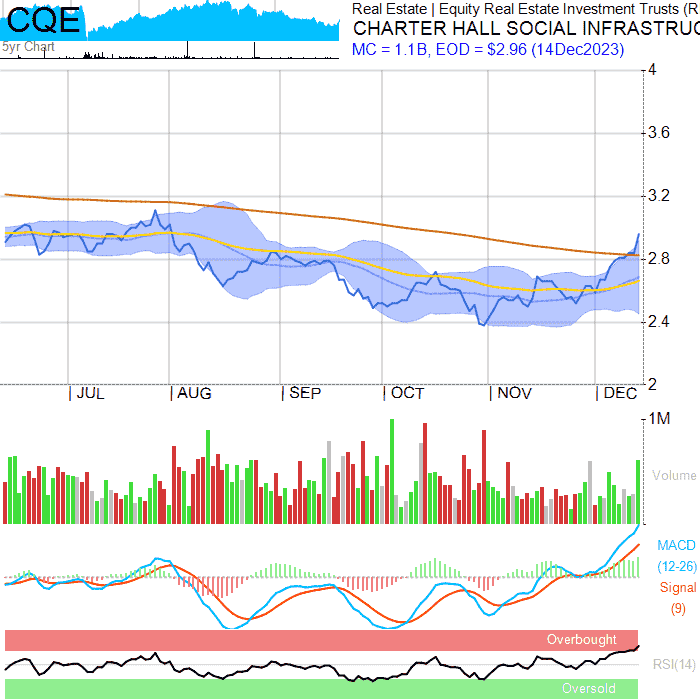 CQE
5yr Chart
Real Estate | Equity Real Estate Investment Trusts (R
CHARTER HALL SOCIAL INFRASTRUC
MC = 1.1B, EOD = $2.96 (14Dec2023)
4
3.6
3.2
2.8
2.4
2
| JUL | AUG | SEP | OCT | NOV | DEC
1M
Volume
MACD
(12-26)
Signal
(9)
Overbought
RSI(14)
Oversold